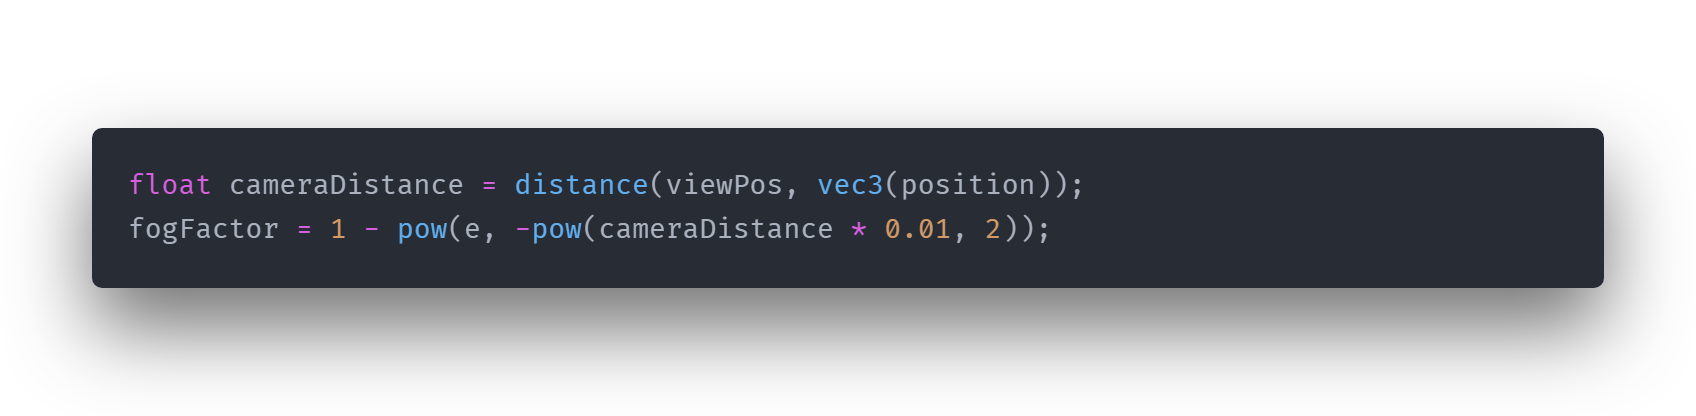 float cameraDistance = distance(viewPos, vec3(position));
fogFactor = 1 - pow(e, -pow(cameraDistance * 0.01, 2));